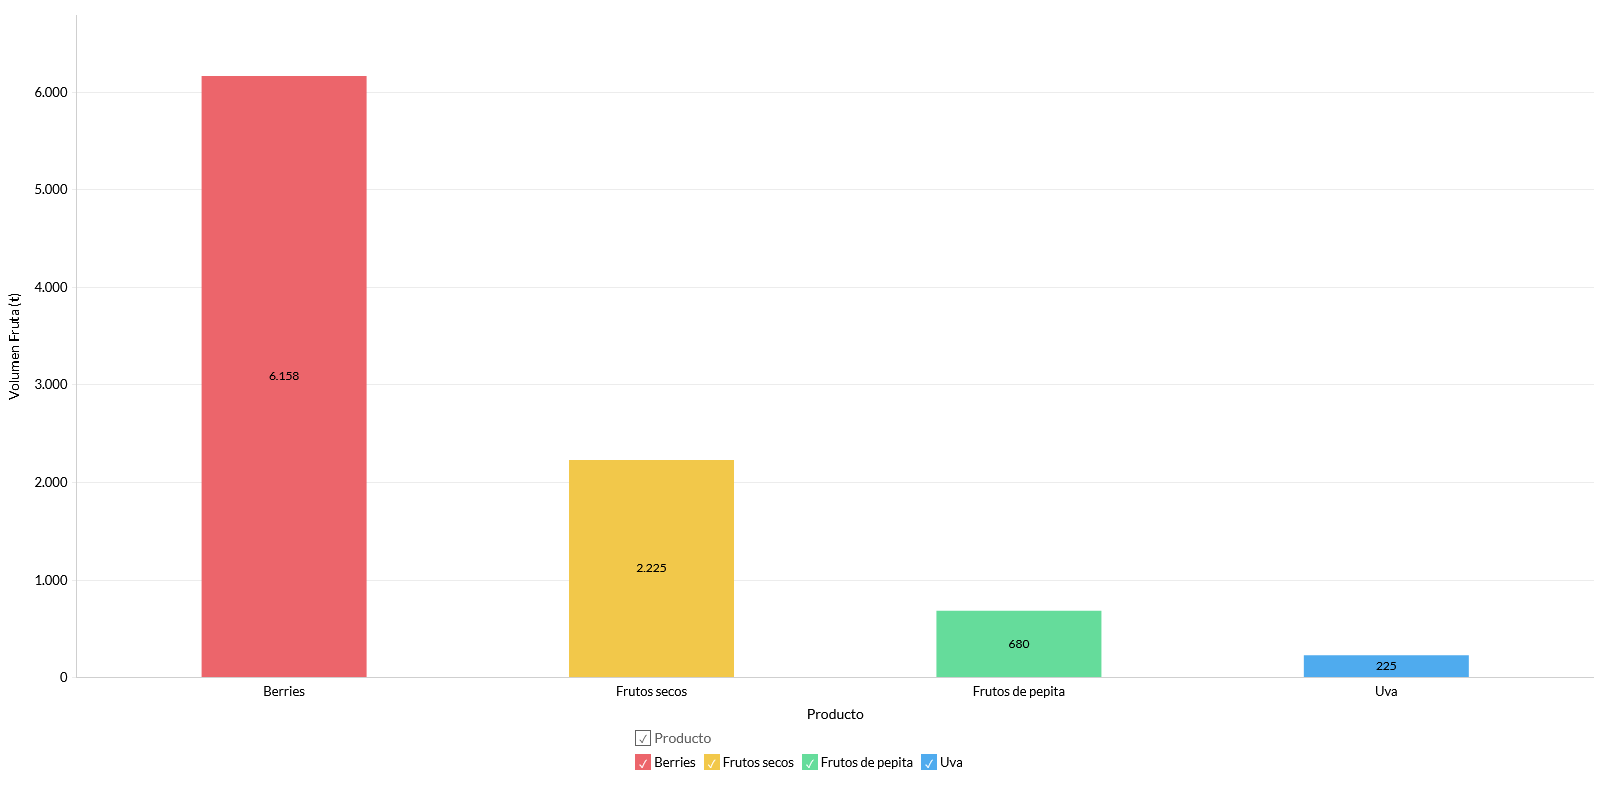 Volumen Fruta (t)
6.000
5.000
4.000
3.000
2.000
1.000
0
6.158
2.225
680
225
Berries
Frutos secos
Frutos de pepita
Uva
Producto
Producto
Berries Frutos secos Frutos de pepita Uva